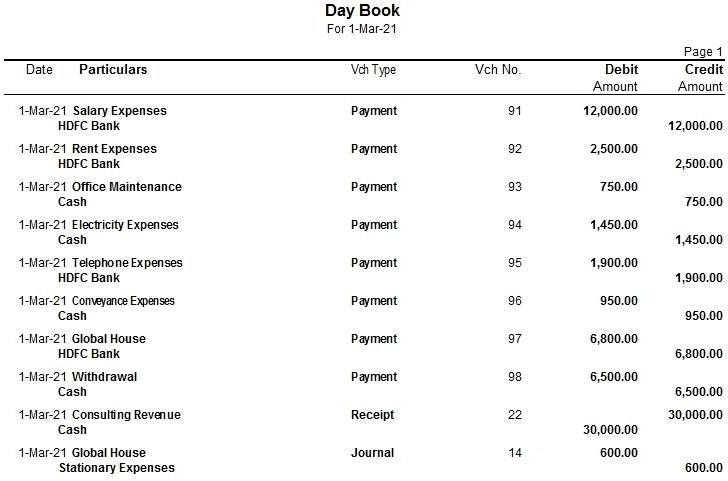 Day Book
For 1-Mar-21
Page 1
Date Particulars Vch Type Vch No. Debit Credit
Amount Amount
1-Mar-21 Salary Expenses Payment 91 12,000.00
HDFC Bank 12,000.00
1-Mar-21 Rent Expenses Payment 92 2,500.00
HDFC Bank 2,500.00
1-Mar-21 Office Maintenance Payment 93 750.00
Cash 750.00
1-Mar-21 Electricity Expenses Payment 94 1,450.00
Cash 1,450.00
1-Mar-21 Telephone Expenses Payment 95 1,900.00
HDFC Bank 1,900.00
1-Mar-21 Conveyance Expenses Payment 96 950.00
Cash 950.00
1-Mar-21 Global House Payment 97 6,800.00
HDFC Bank 6,800.00
1-Mar-21 Withdrawal Payment 98 6,500.00
Cash 6,500.00
1-Mar-21 Consulting Revenue Receipt 22 30,000.00
Cash 30,000.00
1-Mar-21 Global House Journal 14 600.00
Stationary Expenses 600.00